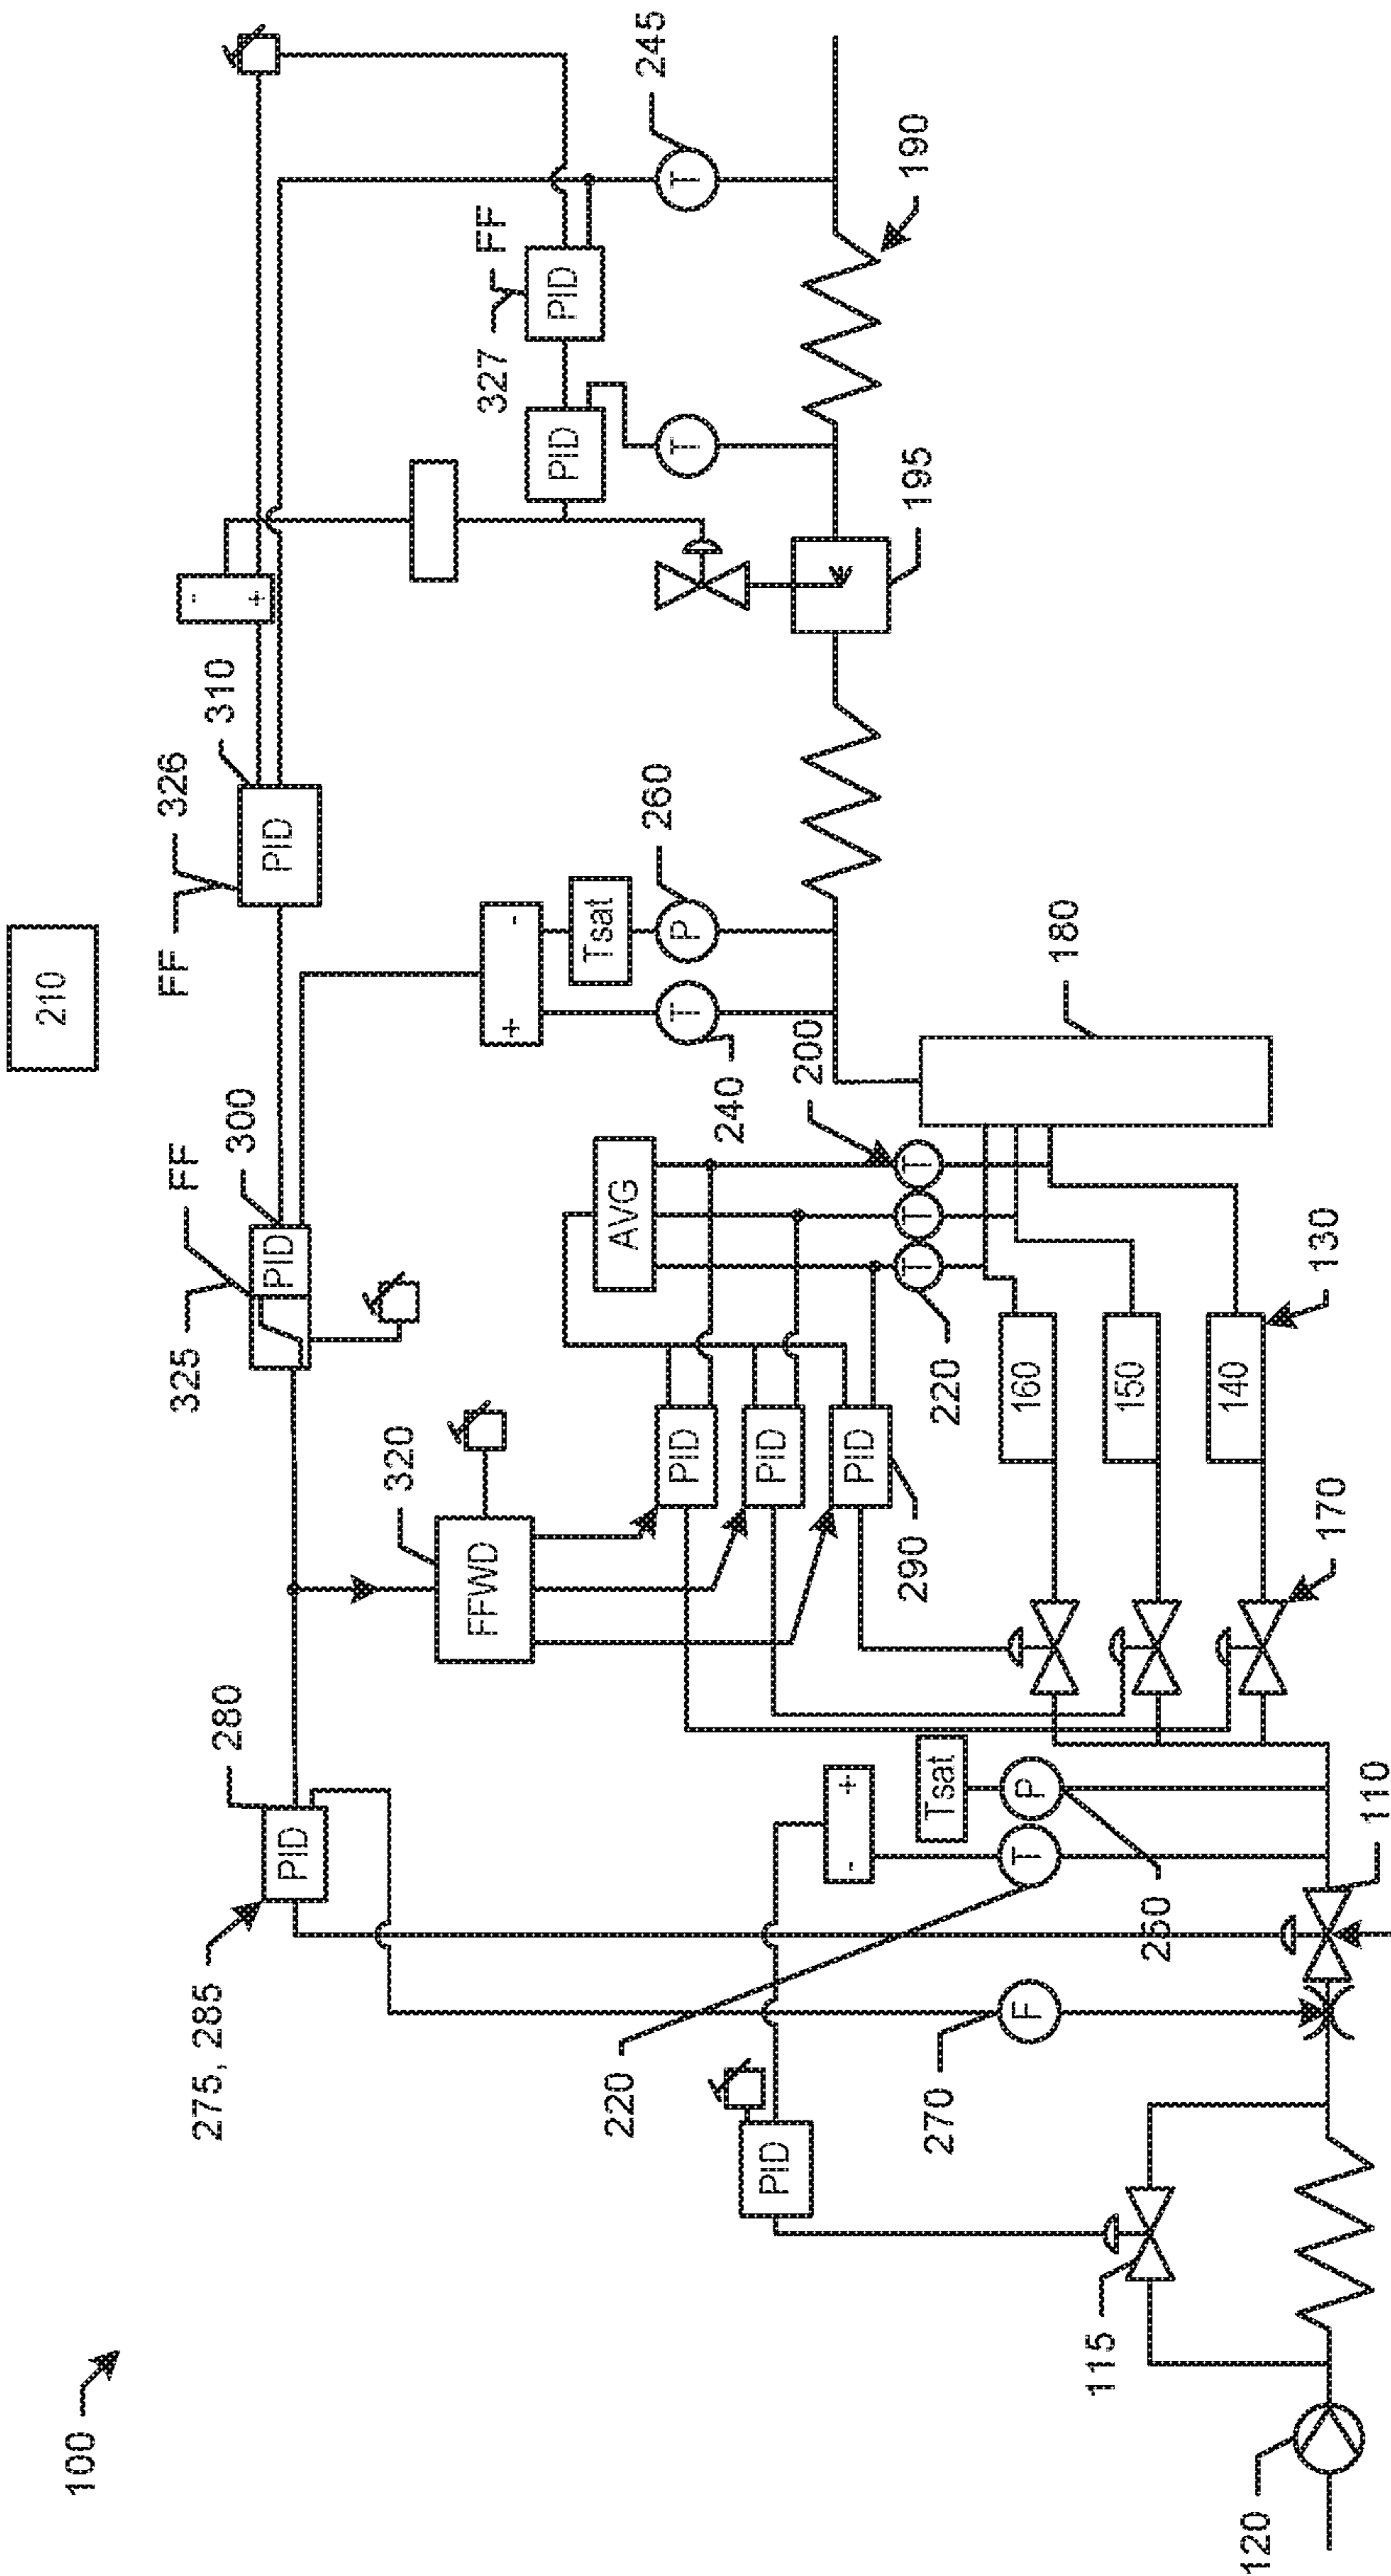 100
210
275, 285
280
325
FF
300
FF
326
310
PID
PID
PID
-
+
320
FFWD
327
FF
PID
PID
245
T
T
+
-
Tsat
T
P
260
240
AVG
PID
PID
PID
290
T
T
T
200
220
190
195
180
PID
-
+
Tsat
T
P
220
270
F
260
160
150
140
130
170
110
115
120